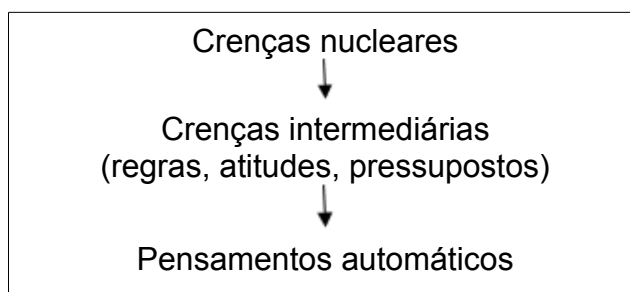 Crenças nucleares
Crenças intermediárias
(regras, atitudes, pressupostos)
Pensamentos automáticos